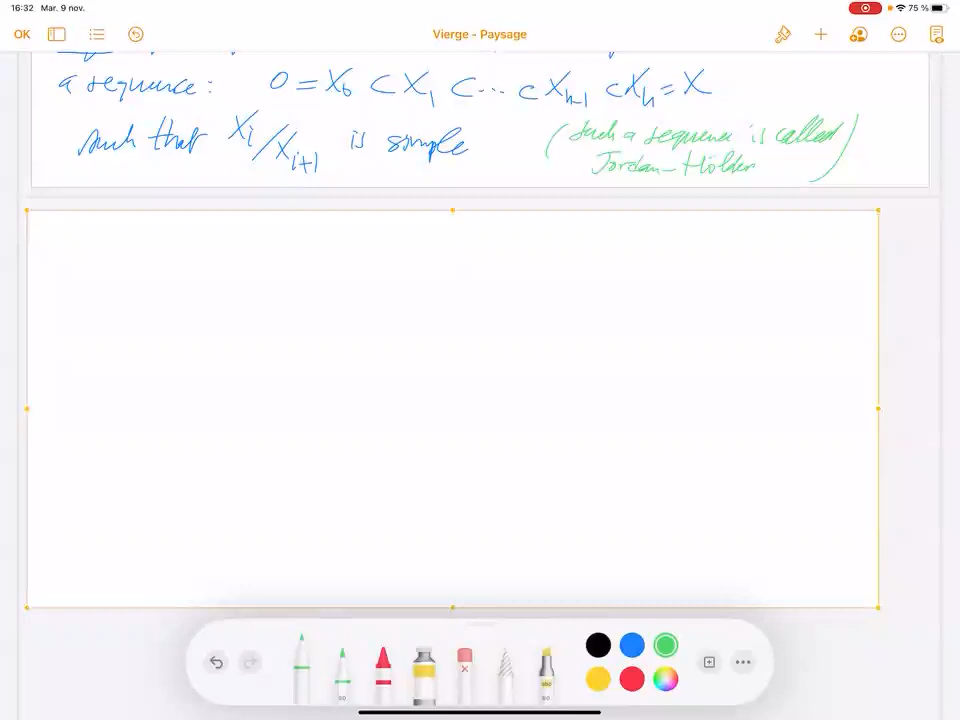 16:32 Mar. 9 nov.
75 %
OK
Vierge - Paysage
a sequence: 0 = X₀ ⊂ X₁ ⊂ ... ⊂ Xₙ₋₁ ⊂ Xₙ = X
such that Xᵢ/Xᵢ₊₁ is simple
(such a sequence is called
Jordan-Hölder)